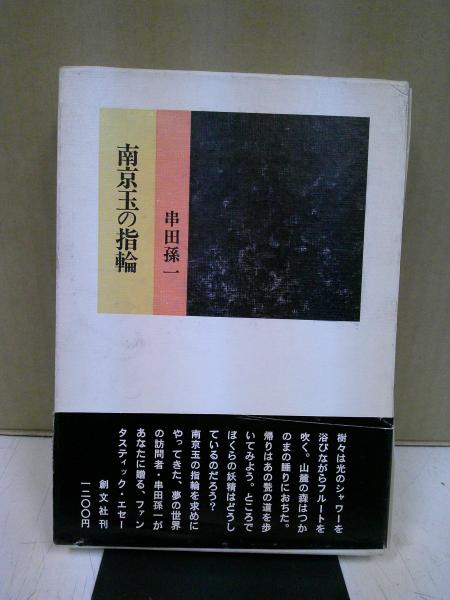 南京玉の指輪
串田孫一
樹々は光のシャワーを
浴びながらフルートを
吹く。山麓の霧はつか
のまの睡りにおちた。
帰りはあの甃の道を歩
いてみよう。ところで
ぼくらの妖精はどうし
ているのだろう?
南京玉の指輪を求めに
やってきた、夢の世界
の訪問者・串田孫一が
あなたに贈る、ファン
タスティック・エセー
創文社刊
一二〇〇円